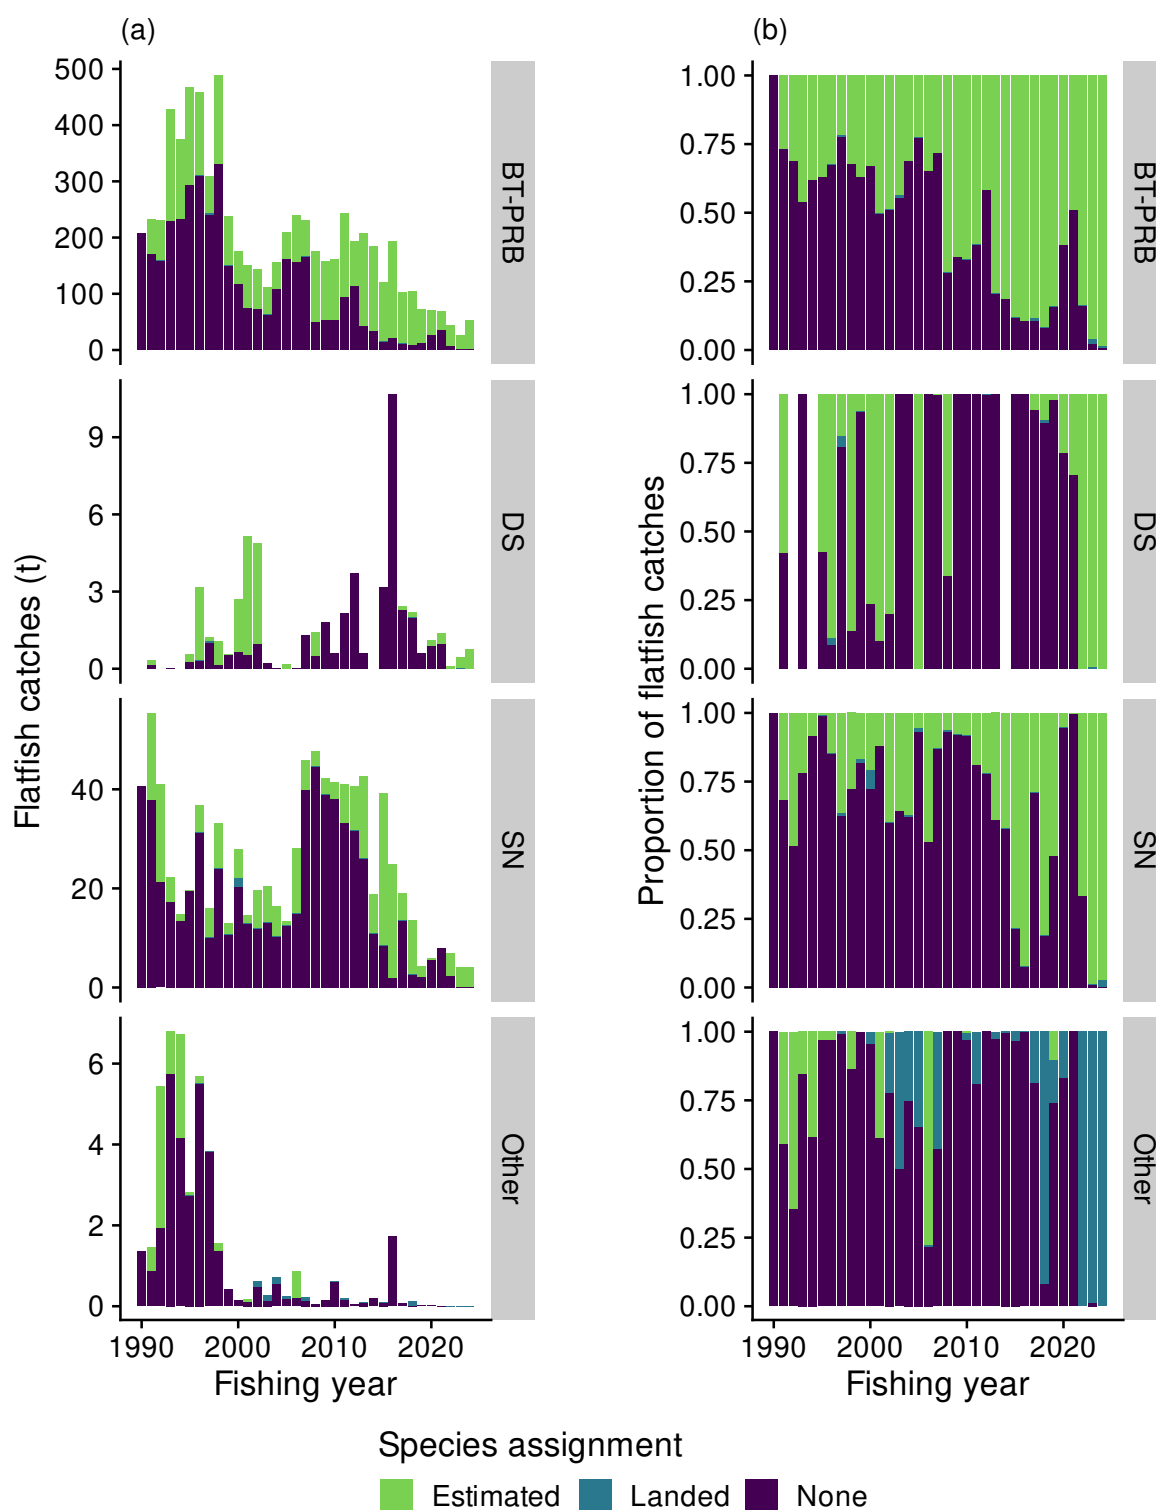 (a)
(b)
Flatfish catches (t)
500
400
300
200
100
0
BT-PRB
9
6
3
0
DS
40
20
0
SN
6
4
2
0
Other
1990 2000 2010 2020
Fishing year
Proportion of flatfish catches
1.00
0.75
0.50
0.25
0.00
BT-PRB
1.00
0.75
0.50
0.25
0.00
DS
1.00
0.75
0.50
0.25
0.00
SN
1.00
0.75
0.50
0.25
0.00
Other
1990 2000 2010 2020
Fishing year
Species assignment
Estimated Landed None